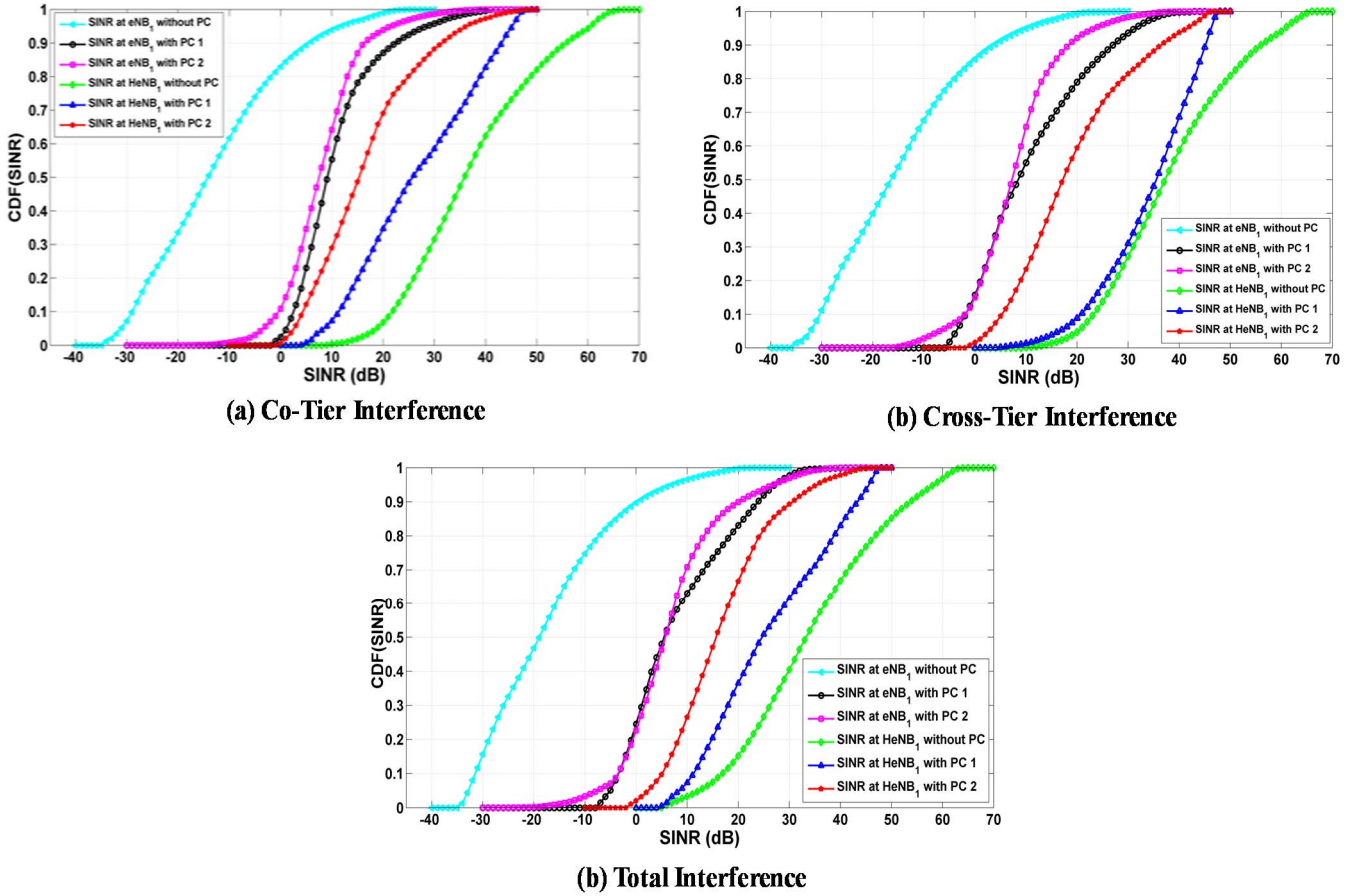 SINR at eNB1 without PC
SINR at eNB1 with PC 1
SINR at eNB1 with PC 2
SINR at HeNB1 without PC
SINR at HeNB1 with PC 1
SINR at HeNB1 with PC 2
CDF(SINR)
1
0.9
0.8
0.7
0.6
0.5
0.4
0.3
0.2
0.1
0
-40 -30 -20 -10 0 10 20 30 40 50 60 70
SINR (dB)
(a) Co-Tier Interference
CDF(SINR)
1
0.9
0.8
0.7
0.6
0.5
0.4
0.3
0.2
0.1
0
SINR at eNB1 without PC
SINR at eNB1 with PC 1
SINR at eNB1 with PC 2
SINR at HeNB1 without PC
SINR at HeNB1 with PC 1
SINR at HeNB1 with PC 2
-40 -30 -20 -10 0 10 20 30 40 50 60 70
SINR (dB)
(b) Cross-Tier Interference
CDF(SINR)
1
0.9
0.8
0.7
0.6
0.5
0.4
0.3
0.2
0.1
0
SINR at eNB1 without PC
SINR at eNB1 with PC 1
SINR at eNB1 with PC 2
SINR at HeNB1 without PC
SINR at HeNB1 with PC 1
SINR at HeNB1 with PC 2
-40 -30 -20 -10 0 10 20 30 40 50 60 70
SINR (dB)
(b) Total Interference